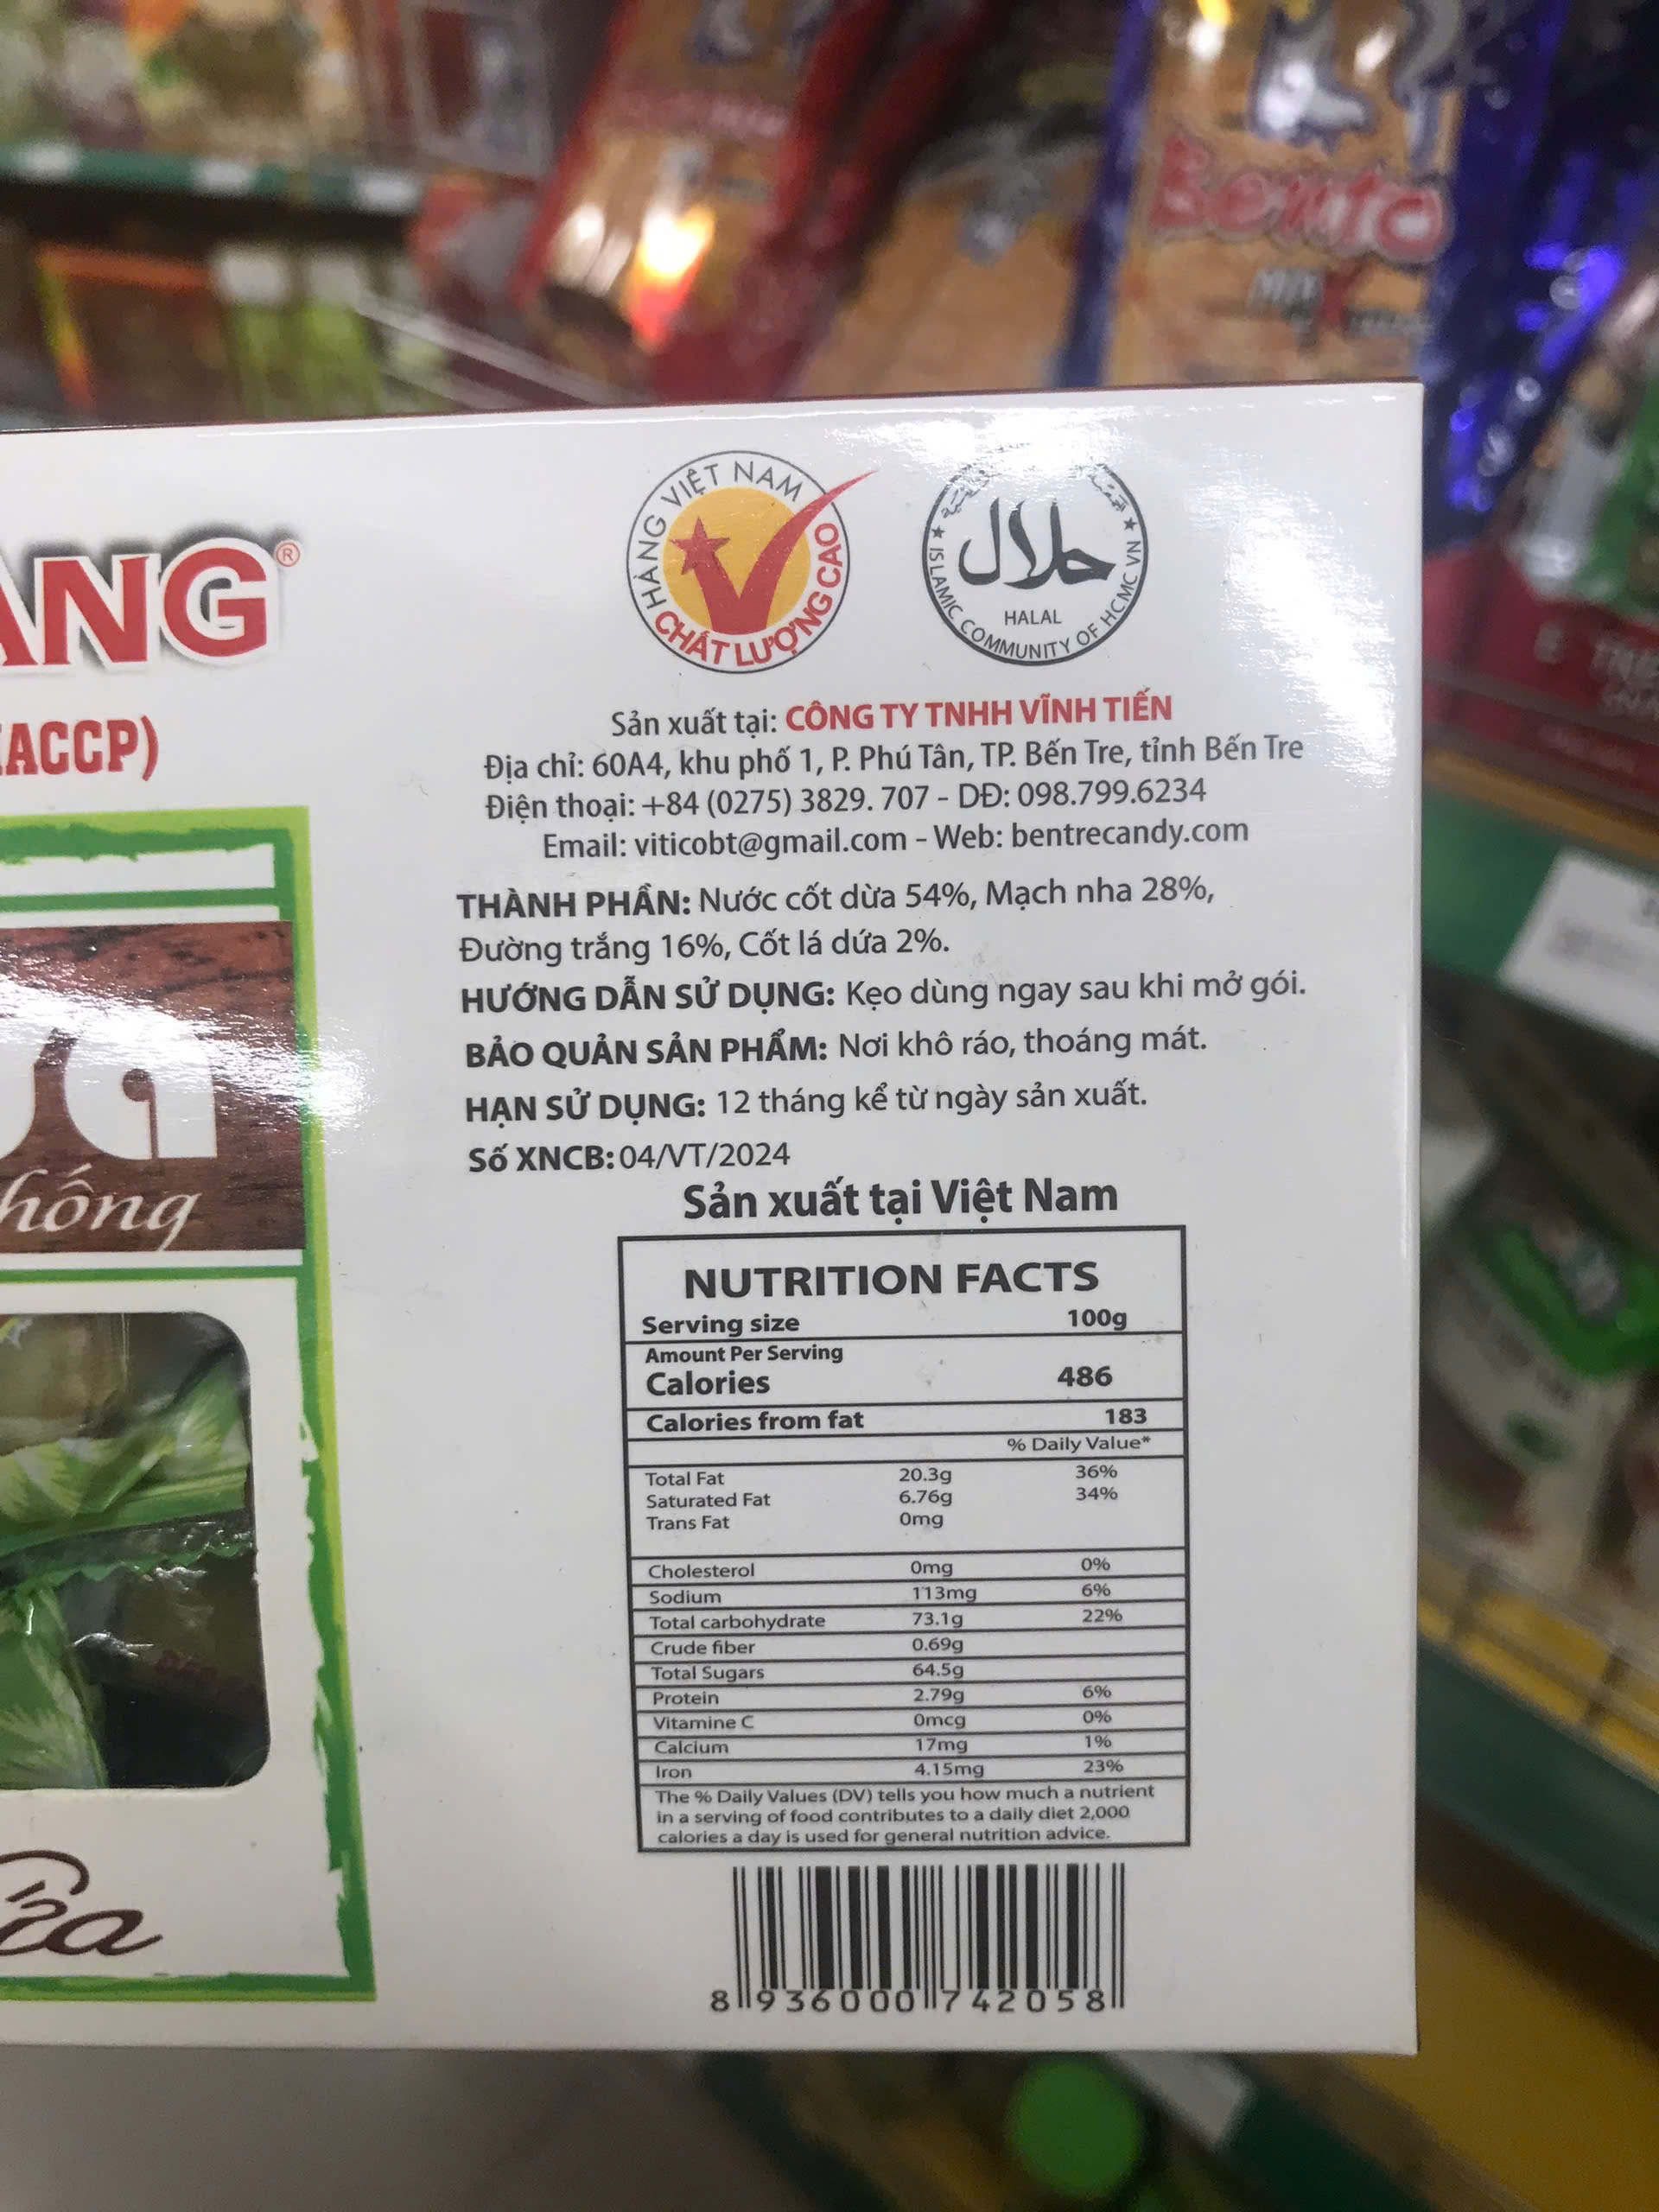 Bonito
MIX
ANG®
ACCP)
hống
HÀNG VIỆT NAM
CHẤT LƯỢNG CAO
حلال
HALAL
★ ISLAMIC COMMUNITY OF HCMC VN ★
Sản xuất tại: CÔNG TY TNHH VĨNH TIẾN
Địa chỉ: 60A4, khu phố 1, P. Phú Tân, TP. Bến Tre, tỉnh Bến Tre
Điện thoại: +84 (0275) 3829. 707 - DĐ: 098.799.6234
Email: viticobt@gmail.com - Web: bentrecandy.com
THÀNH PHẦN: Nước cốt dừa 54%, Mạch nha 28%,
Đường trắng 16%, Cốt lá dứa 2%.
HƯỚNG DẪN SỬ DỤNG: Kẹo dùng ngay sau khi mở gói.
BẢO QUẢN SẢN PHẨM: Nơi khô ráo, thoáng mát.
HẠN SỬ DỤNG: 12 tháng kể từ ngày sản xuất.
Số XNCB: 04/VT/2024
Sản xuất tại Việt Nam
NUTRITION FACTS
Serving size 100g
Amount Per Serving
Calories 486
Calories from fat 183
% Daily Value*
Total Fat 20.3g 36%
Saturated Fat 6.76g 34%
Trans Fat 0mg
Cholesterol 0mg 0%
Sodium 113mg 6%
Total carbohydrate 73.1g 22%
Crude fiber 0.69g
Total Sugars 64.5g
Protein 2.79g 6%
Vitamine C 0mcg 0%
Calcium 17mg 1%
Iron 4.15mg 23%
The % Daily Values (DV) tells you how much a nutrient
in a serving of food contributes to a daily diet 2,000
calories a day is used for general nutrition advice.
8 936000 742058